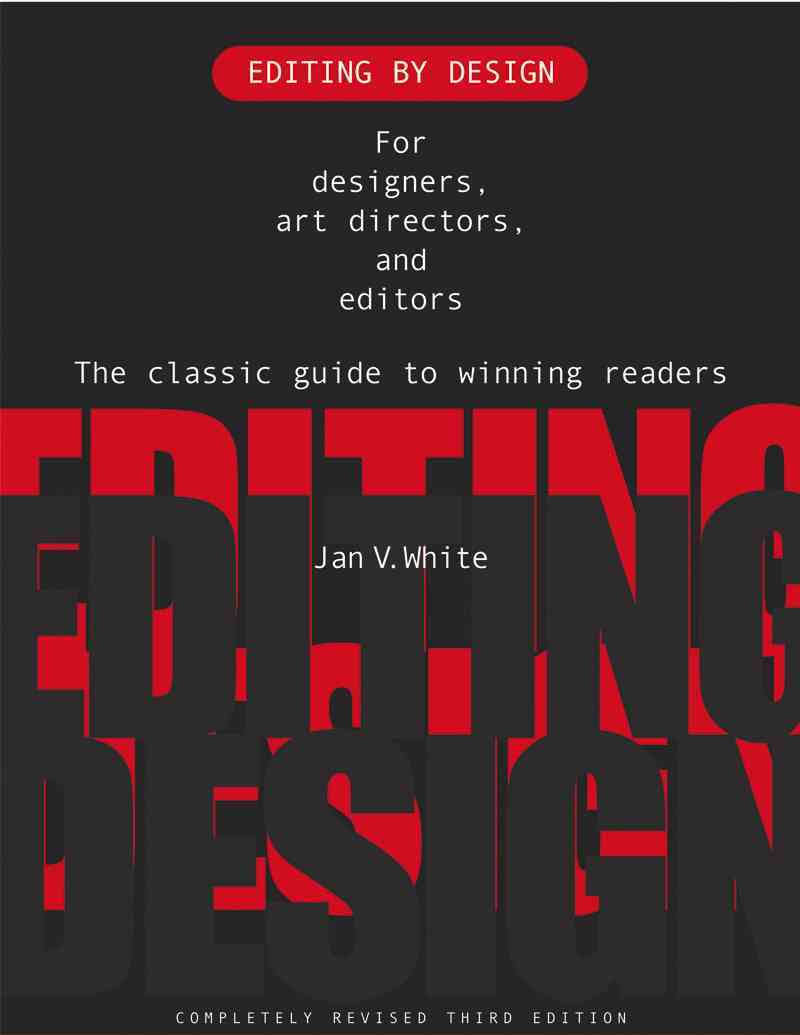 EDITING BY DESIGN
For
designers,
art directors,
and
editors
The classic guide to winning readers
EDITING
Jan V. White
DESIGN
COMPLETELY REVISED THIRD EDITION